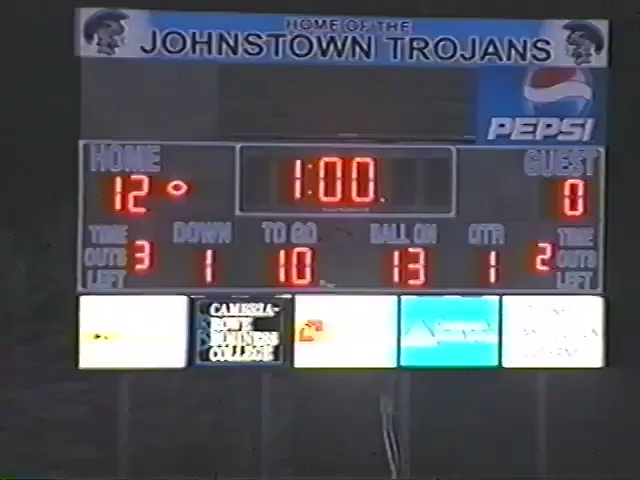 HOME OF THE
JOHNSTOWN TROJANS
PEPSI
HOME 1:00 GUEST
12 0
TIME OUTS LEFT 3 DOWN 1 TO GO 10 BALL ON 13 QTR 1 2 TIME OUTS LEFT
CAMBRIA-
ROWE
BUSINESS
COLLEGE